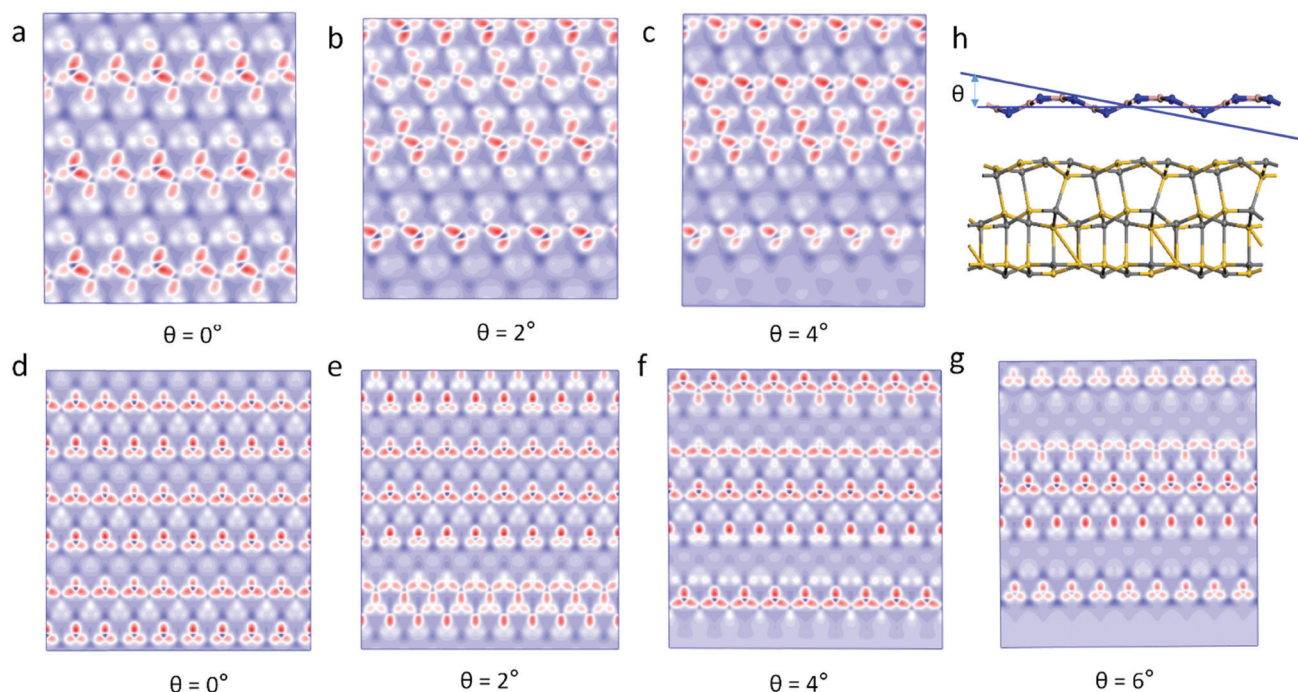 a
b
c
h
θ
θ = 0°
θ = 2°
θ = 4°
d
e
f
g
θ = 0°
θ = 2°
θ = 4°
θ = 6°